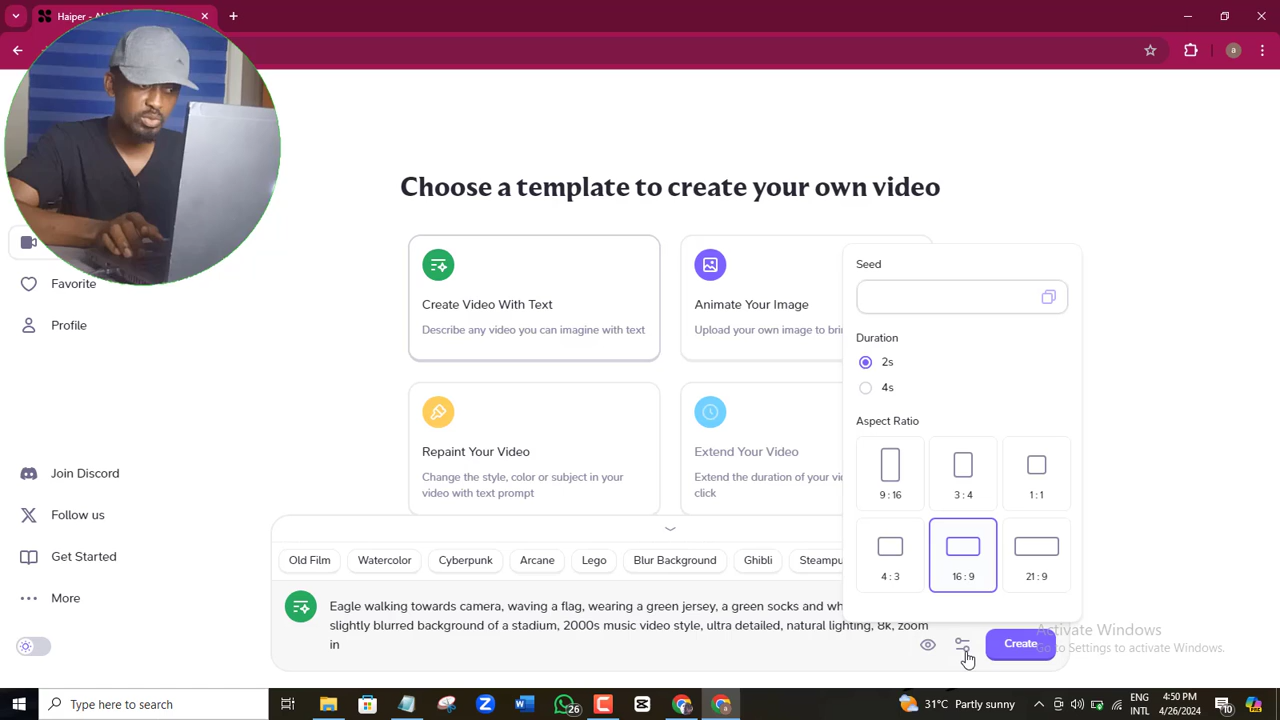 Haiper -
a
Choose a template to create your own video
Create Video With Text
Describe any video you can imagine with text
Animate Your Image
Upload your own image to
Repaint Your Video
Change the style, color or subject in your
video with text prompt
Extend Your Video
Extend the duration of your
click
Seed
Duration
2s
4s
Aspect Ratio
9 : 16
3 : 4
1 : 1
4 : 3
16 : 9
21 : 9
Favorite
Profile
Join Discord
Follow us
Get Started
More
Old Film
Watercolor
Cyberpunk
Arcane
Lego
Blur Background
Ghibli
Eagle walking towards camera, waving a flag, wearing a green jersey, a green socks and
slightly blurred background of a stadium, 2000s music video style, ultra detailed, natural lighting, 8k, zoom
in
Create
Activate Windows
Go to Settings to activate Windows.
Type here to search
26
31°C Partly sunny
ENG
INTL
4:50 PM
4/26/2024
10